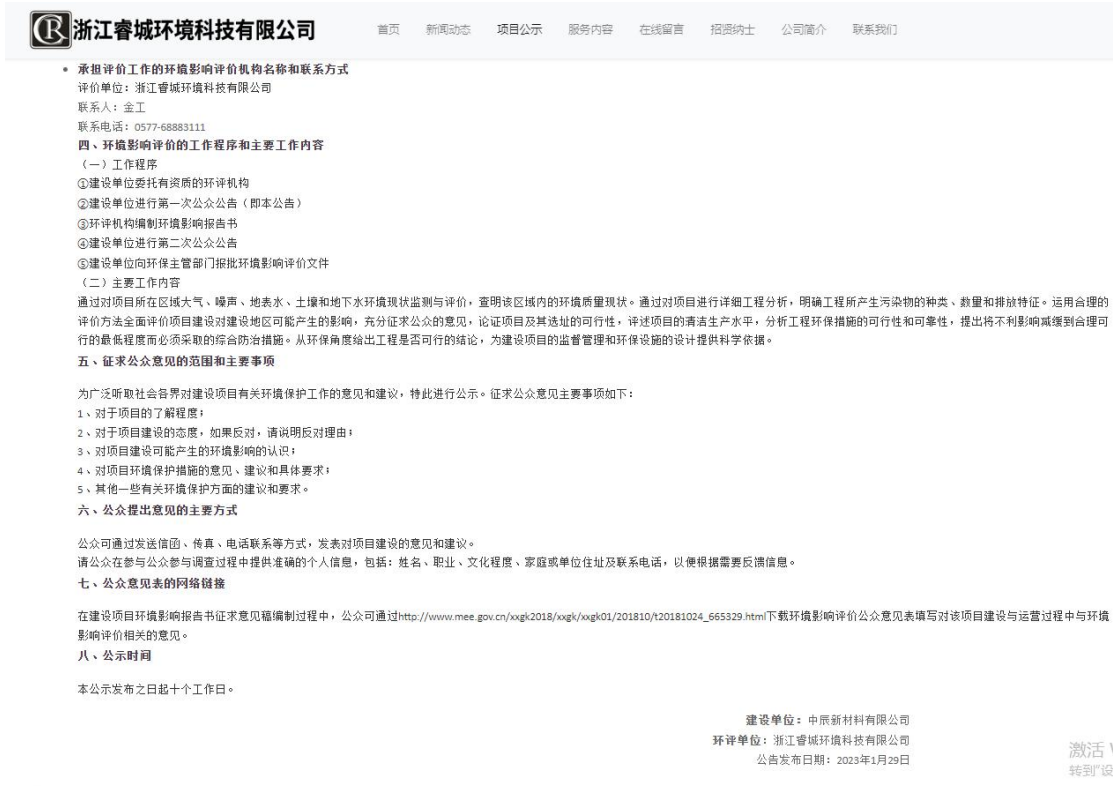 浙江睿城环境科技有限公司
首页 新闻动态 项目公示 服务内容 在线留言 招贤纳士 公司简介 联系我们
• 承担评价工作的环境影响评价机构名称和联系方式
评价单位：浙江睿城环境科技有限公司
联系人：金工
联系电话：0577-68883111
四、环境影响评价的工作程序和主要工作内容
（一）工作程序
①建设单位委托有资质的环评机构
②建设单位进行第一次公众公告（即本公告）
③环评机构编制环境影响报告书
④建设单位进行第二次公众公告
⑤建设单位向环保主管部门报批环境影响评价文件
（二）主要工作内容
通过对项目所在区域大气、噪声、地表水、土壤和地下水环境现状监测与评价，查明该区域内的环境质量现状。通过对项目进行详细工程分析，明确工程所产生污染物的种类、数量和排放特征。运用合理的
评价方法全面评价项目建设对建设地区可能产生的影响，充分征求公众的意见，论证项目及其选址的可行性，评述项目的清洁生产水平，分析工程环保措施的可行性和可靠性，提出将不利影响减缓到合理可
行的最低程度而必须采取的综合防治措施。从环保角度给出工程是否可行的结论，为建设项目的监督管理和环保设施的设计提供科学依据。
五、征求公众意见的范围和主要事项
为广泛听取社会各界对建设项目有关环境保护工作的意见和建议，特此进行公示。征求公众意见主要事项如下：
1、对于项目的了解程度；
2、对于项目建设的态度，如果反对，请说明反对理由；
3、对项目建设可能产生的环境影响的认识；
4、对项目环境保护措施的意见、建议和具体要求；
5、其他一些有关环境保护方面的建议和要求。
六、公众提出意见的主要方式
公众可通过发送信函、传真、电话联系等方式，发表对项目建设的意见和建议。
请公众在参与公众参与调查过程中提供准确的个人信息，包括：姓名、职业、文化程度、家庭或单位住址及联系电话，以便根据需要反馈信息。
七、公众意见表的网络链接
在建设项目环境影响报告书征求意见稿编制过程中，公众可通过http://www.mee.gov.cn/xxgk2018/xxgk/xxgk01/201810/t20181024_665329.html下载环境影响评价公众意见表填写对该项目建设与运营过程中与环境
影响评价相关的意见。
八、公示时间
本公示发布之日起十个工作日。
建设单位：中辰新材料有限公司
环评单位：浙江睿城环境科技有限公司
公告发布日期：2023年1月29日
激活
转到"设